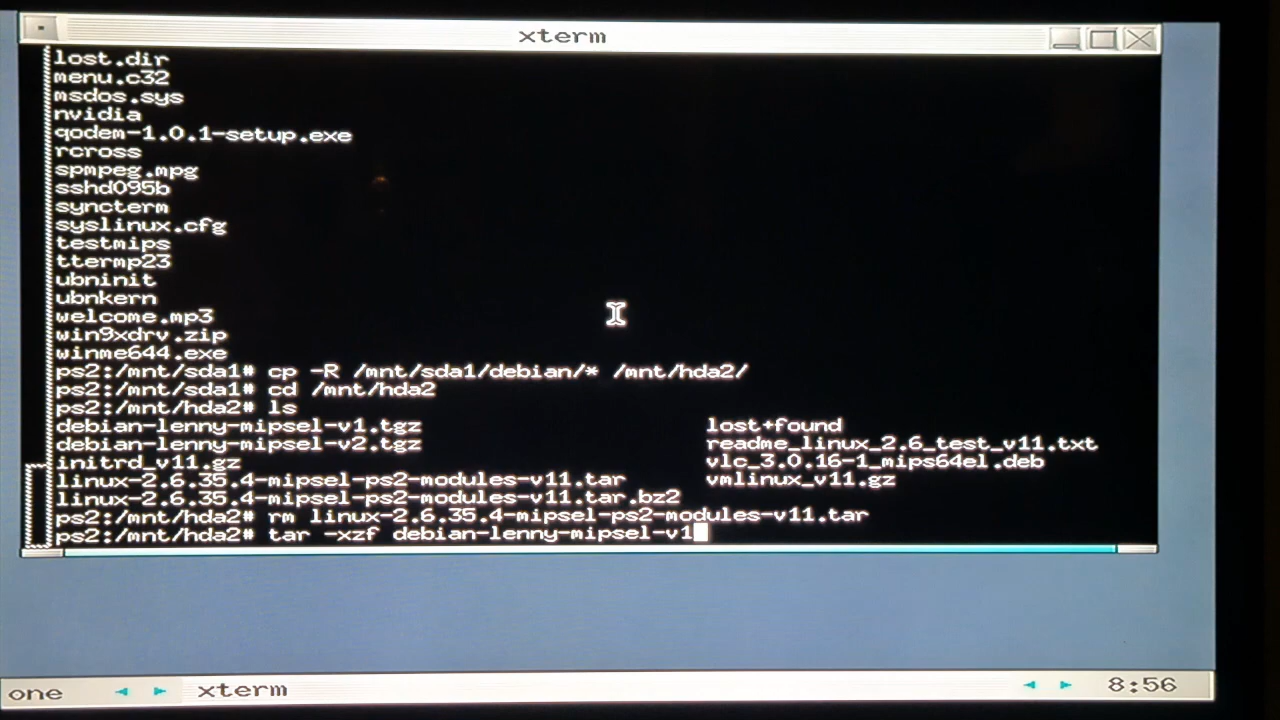 xterm
lost.dir
menu.c32
msdos.sys
nvidia
qodem-1.0.1-setup.exe
rcross
spmpeg.mpg
sshd095b
syncterm
syslinux.cfg
testmips
ttermp23
ubninit
ubnkern
welcome.mp3
win9xdrv.zip
winme644.exe
ps2:/mnt/sda1# cp -R /mnt/sda1/debian/* /mnt/hda2/
ps2:/mnt/sda1# cd /mnt/hda2
ps2:/mnt/hda2# ls
debian-lenny-mipsel-v1.tgz lost+found
debian-lenny-mipsel-v2.tgz readme_linux_2.6_test_v11.txt
initrd_v11.gz vlc_3.0.16-1_mips64el.deb
linux-2.6.35.4-mipsel-ps2-modules-v11.tar vmlinux_v11.gz
linux-2.6.35.4-mipsel-ps2-modules-v11.tar.bz2
ps2:/mnt/hda2# rm linux-2.6.35.4-mipsel-ps2-modules-v11.tar
ps2:/mnt/hda2# tar -xzf debian-lenny-mipsel-v1
one xterm 8:56